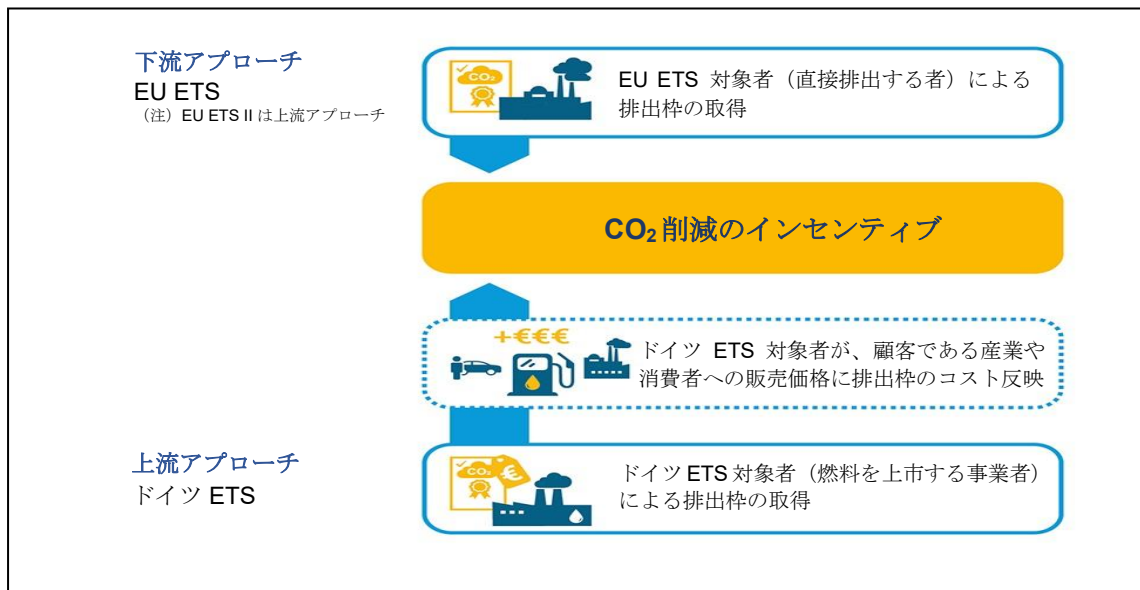 下流アプローチ
EU ETS
（注）EU ETS II は上流アプローチ
CO₂
EU ETS 対象者（直接排出する者）による
排出枠の取得
CO₂ 削減のインセンティブ
+€€€
ドイツ ETS 対象者が、顧客である産業や
消費者への販売価格に排出枠のコスト反映
上流アプローチ
ドイツ ETS
CO₂
€
ドイツ ETS 対象者（燃料を上市する事業者）
による排出枠の取得